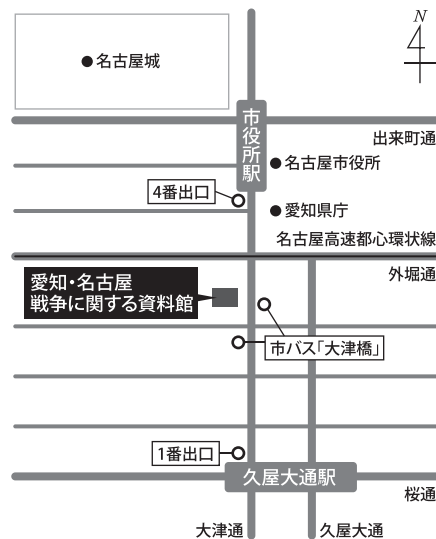 N
名古屋城
市役所駅
出来町通
名古屋市役所
4番出口
愛知県庁
名古屋高速都心環状線
外堀通
愛知・名古屋
戦争に関する資料館
市バス「大津橋」
1番出口
久屋大通駅
桜通
大津通
久屋大通